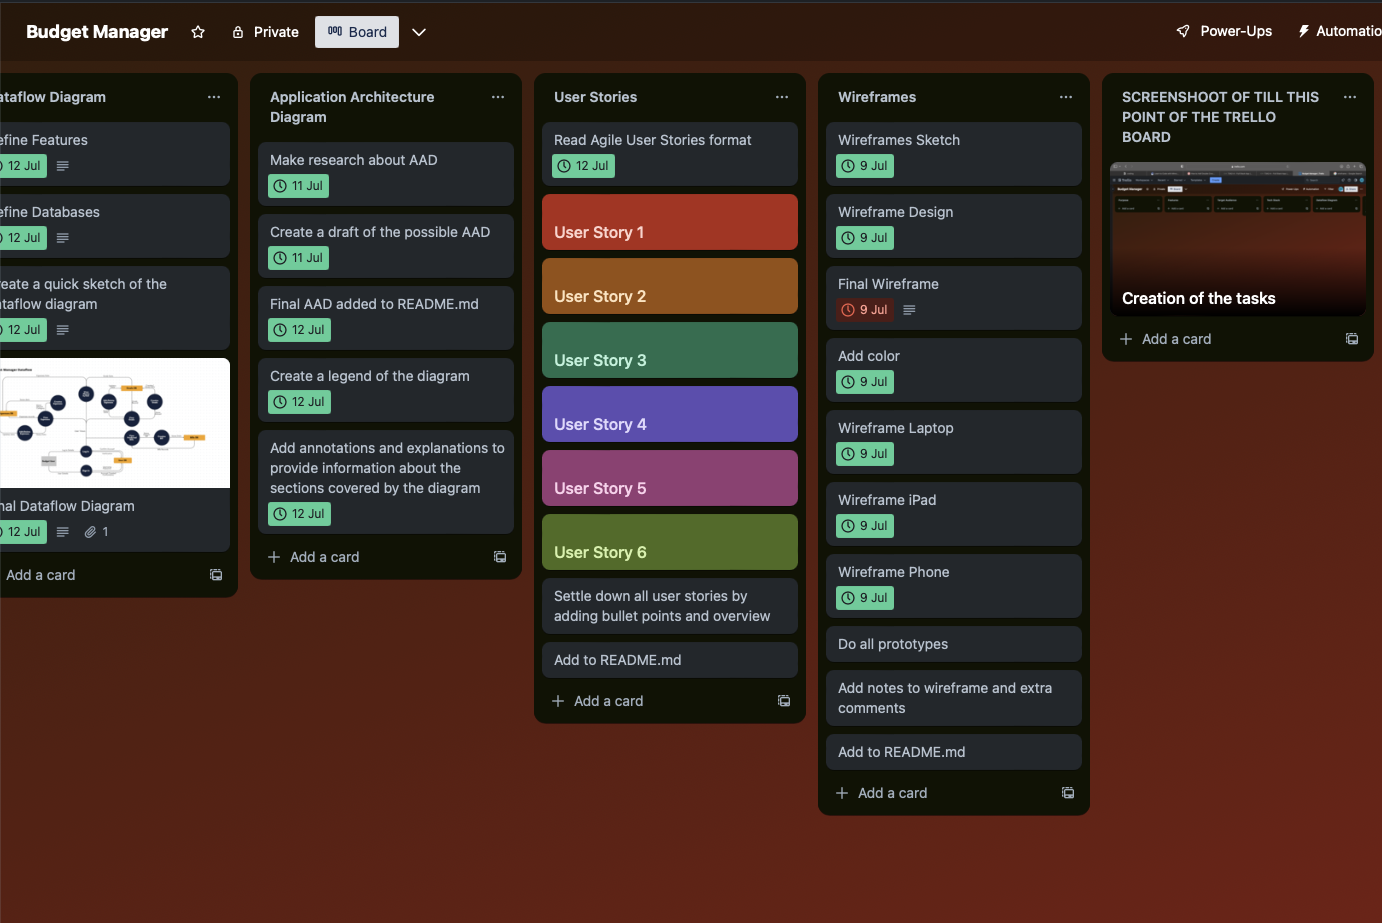 Budget Manager
Private
Board
Power-Ups
Automatio
ataflow Diagram
efine Features
12 Jul
efine Databases
12 Jul
reate a quick sketch of the
ataflow diagram
12 Jul
nal Dataflow Diagram
12 Jul
1
Add a card
Application Architecture
Diagram
Make research about AAD
11 Jul
Create a draft of the possible AAD
11 Jul
Final AAD added to README.md
12 Jul
Create a legend of the diagram
12 Jul
Add annotations and explanations to
provide information about the
sections covered by the diagram
12 Jul
Add a card
User Stories
Read Agile User Stories format
12 Jul
User Story 1
User Story 2
User Story 3
User Story 4
User Story 5
User Story 6
Settle down all user stories by
adding bullet points and overview
Add to README.md
Add a card
Wireframes
Wireframes Sketch
9 Jul
Wireframe Design
9 Jul
Final Wireframe
9 Jul
Add color
9 Jul
Wireframe Laptop
9 Jul
Wireframe iPad
9 Jul
Wireframe Phone
9 Jul
Do all prototypes
Add notes to wireframe and extra
comments
Add to README.md
Add a card
SCREENSHOOT OF TILL THIS
POINT OF THE TRELLO
BOARD
Budget Manager
Creation of the tasks
Add a card